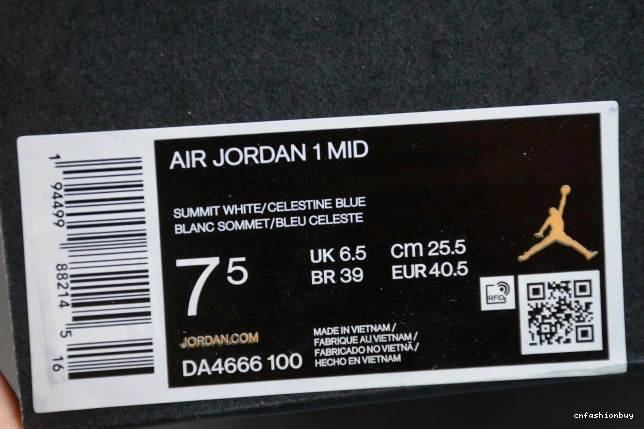 AIR JORDAN 1 MID
SUMMIT WHITE/CELESTINE BLUE
BLANC SOMMET/BLEU CELESTE
7 5
UK 6.5 CM 25.5
BR 39 EUR 40.5
RFID
JORDAN.COM
DA4666 100
MADE IN VIETNAM /
FABRIQUE AU VIETNAM /
FABRICADO NO VIETNÃ /
HECHO EN VIETNAM
1 94499 88214 5 16
cnfashionbuy